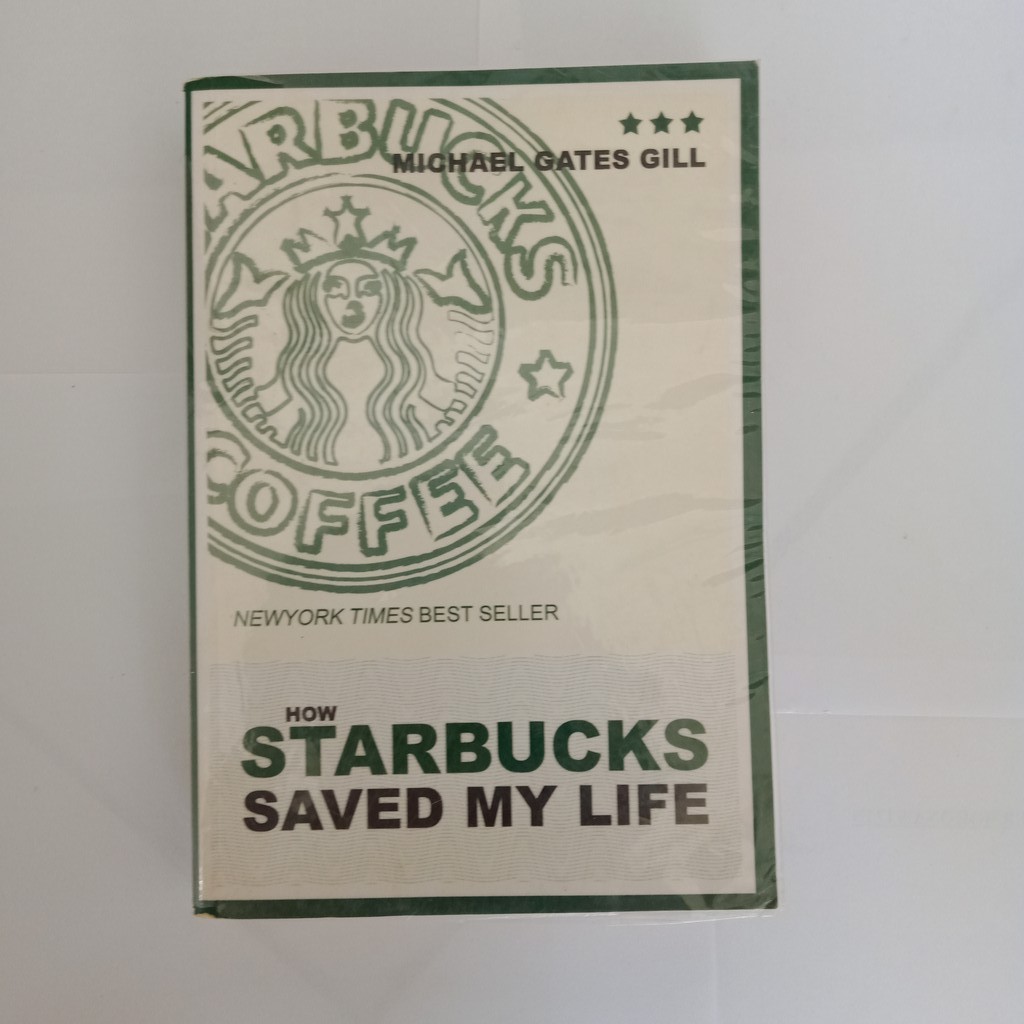 ARBUCKS
MICHAEL GATES GILL
COFFEE
NEWYORK TIMES BEST SELLER
HOW
STARBUCKS
SAVED MY LIFE